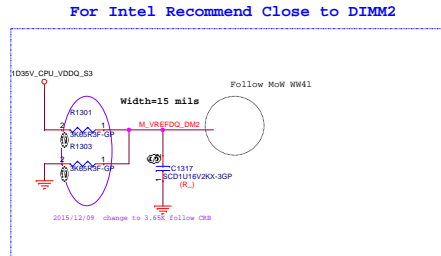 For Intel Recommend Close to DIMM2
1D35V_CPU_VDDQ_S3
Follow MoW WW41
Width=15 mils
R1301
2 1
M_VREFDQ_DM2
3K65R3F-GP
R1303
2 1
3K65R3F-GP
C1317
SCD1U16V2KX-3GP
(R_)
2015/12/09 change to 3.65K follow CRB